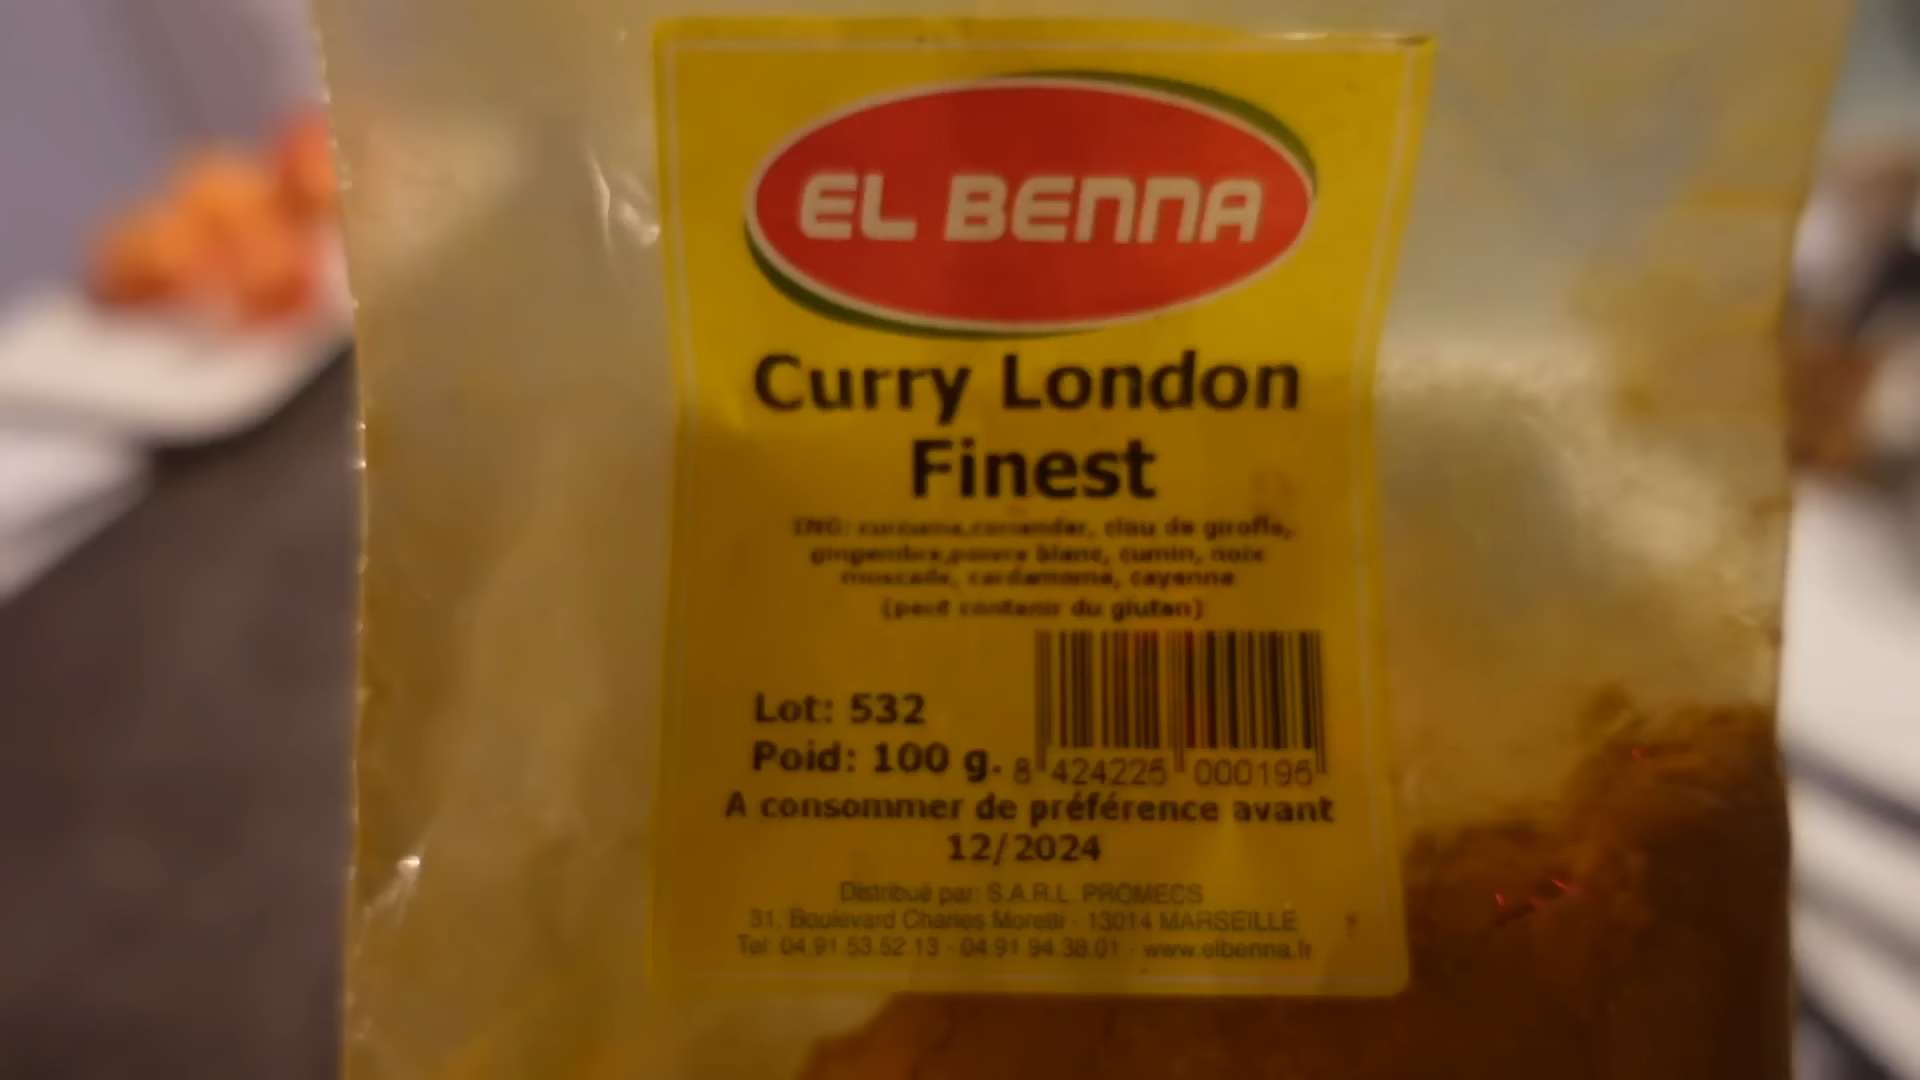 EL BENNA
Curry London
Finest
ING: curcuma,coriander, clou de girofle,
gingembre,poivre blanc, cumin, noix
muscade, cardamome, cayenne
(peut contenir du gluten)
Lot: 532
Poid: 100 g.
8 424225 000195
A consommer de préférence avant
12/2024
Distribué par: S.A.R.L. PROMECS
31, Boulevard Charles Moretti - 13014 MARSEILLE
Tel: 04.91.53.52 13 - 04.91 94.38.01 - www.elbenna.fr